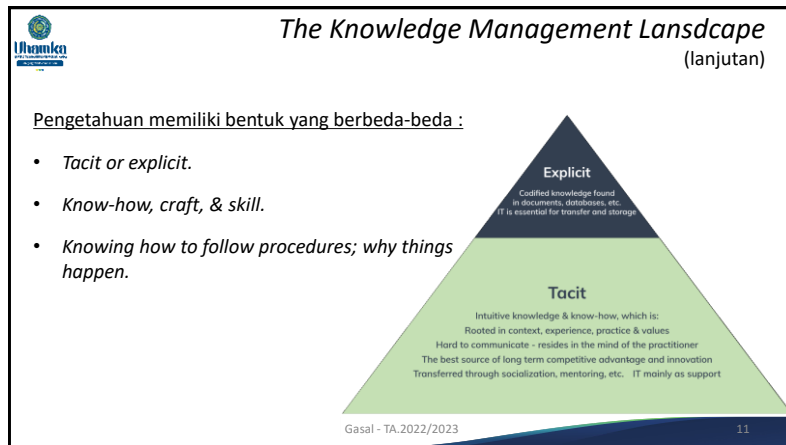 The Knowledge Management Lansdcape
(lanjutan)
Uhamka
Pengetahuan memiliki bentuk yang berbeda-beda :
• Tacit or explicit.
• Know-how, craft, & skill.
• Knowing how to follow procedures; why things
happen.
Explicit
Codified knowledge found
in documents, databases, etc.
IT is essential for transfer and storage
Tacit
Intuitive knowledge & know-how, which is:
Rooted in context, experience, practice & values
Hard to communicate - resides in the mind of the practitioner
The best source of long term competitive advantage and innovation
Transferred through socialization, mentoring, etc. IT mainly as support
Gasal - TA.2022/2023
11